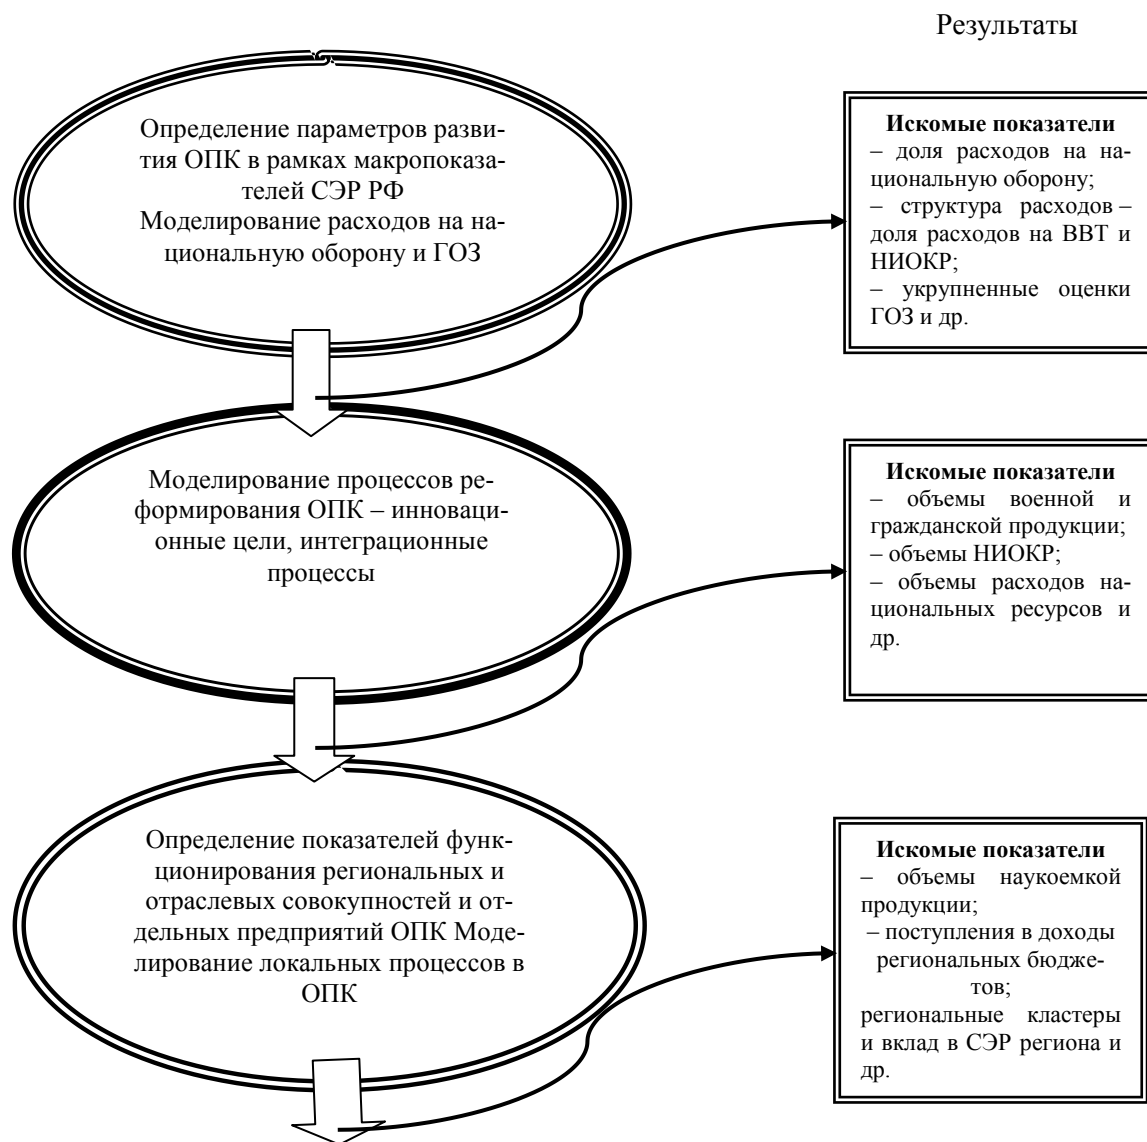 Результаты
Определение параметров разви-
тия ОПК в рамках макропоказа-
телей СЭР РФ
Моделирование расходов на на-
циональную оборону и ГОЗ
Искомые показатели
– доля расходов на на-
циональную оборону;
– структура расходов –
доля расходов на ВВТ и
НИОКР;
– укрупненные оценки
ГОЗ и др.
Моделирование процессов ре-
формирования ОПК – инноваци-
онные цели, интеграционные
процессы
Искомые показатели
– объемы военной и
гражданской продукции;
– объемы НИОКР;
– объемы расходов на-
циональных ресурсов и
др.
Определение показателей функ-
ционирования региональных и
отраслевых совокупностей и от-
дельных предприятий ОПК Моде-
лирование локальных процессов в
ОПК
Искомые показатели
– объемы наукоемкой
продукции;
– поступления в доходы
региональных бюдже-
тов;
региональные кластеры
и вклад в СЭР региона и
др.